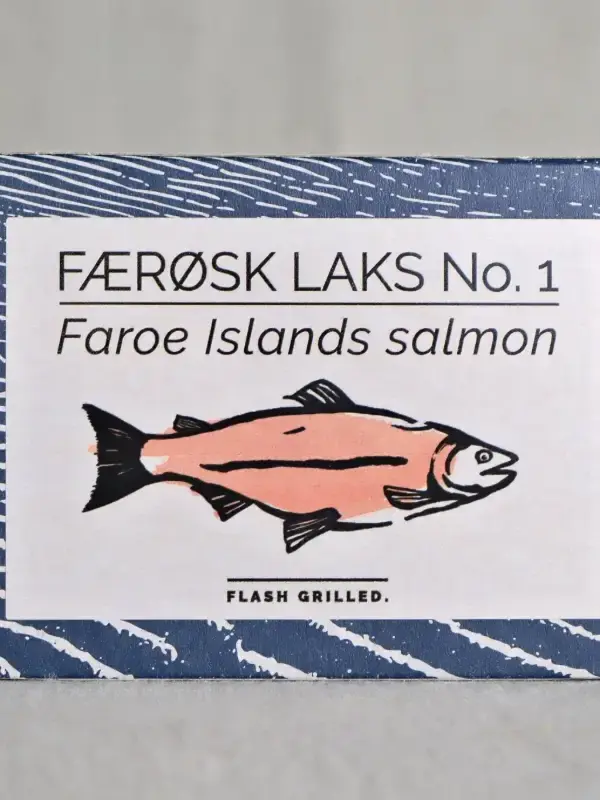 FÆRØSK LAKS No. 1
Faroe Islands salmon
FLASH GRILLED.